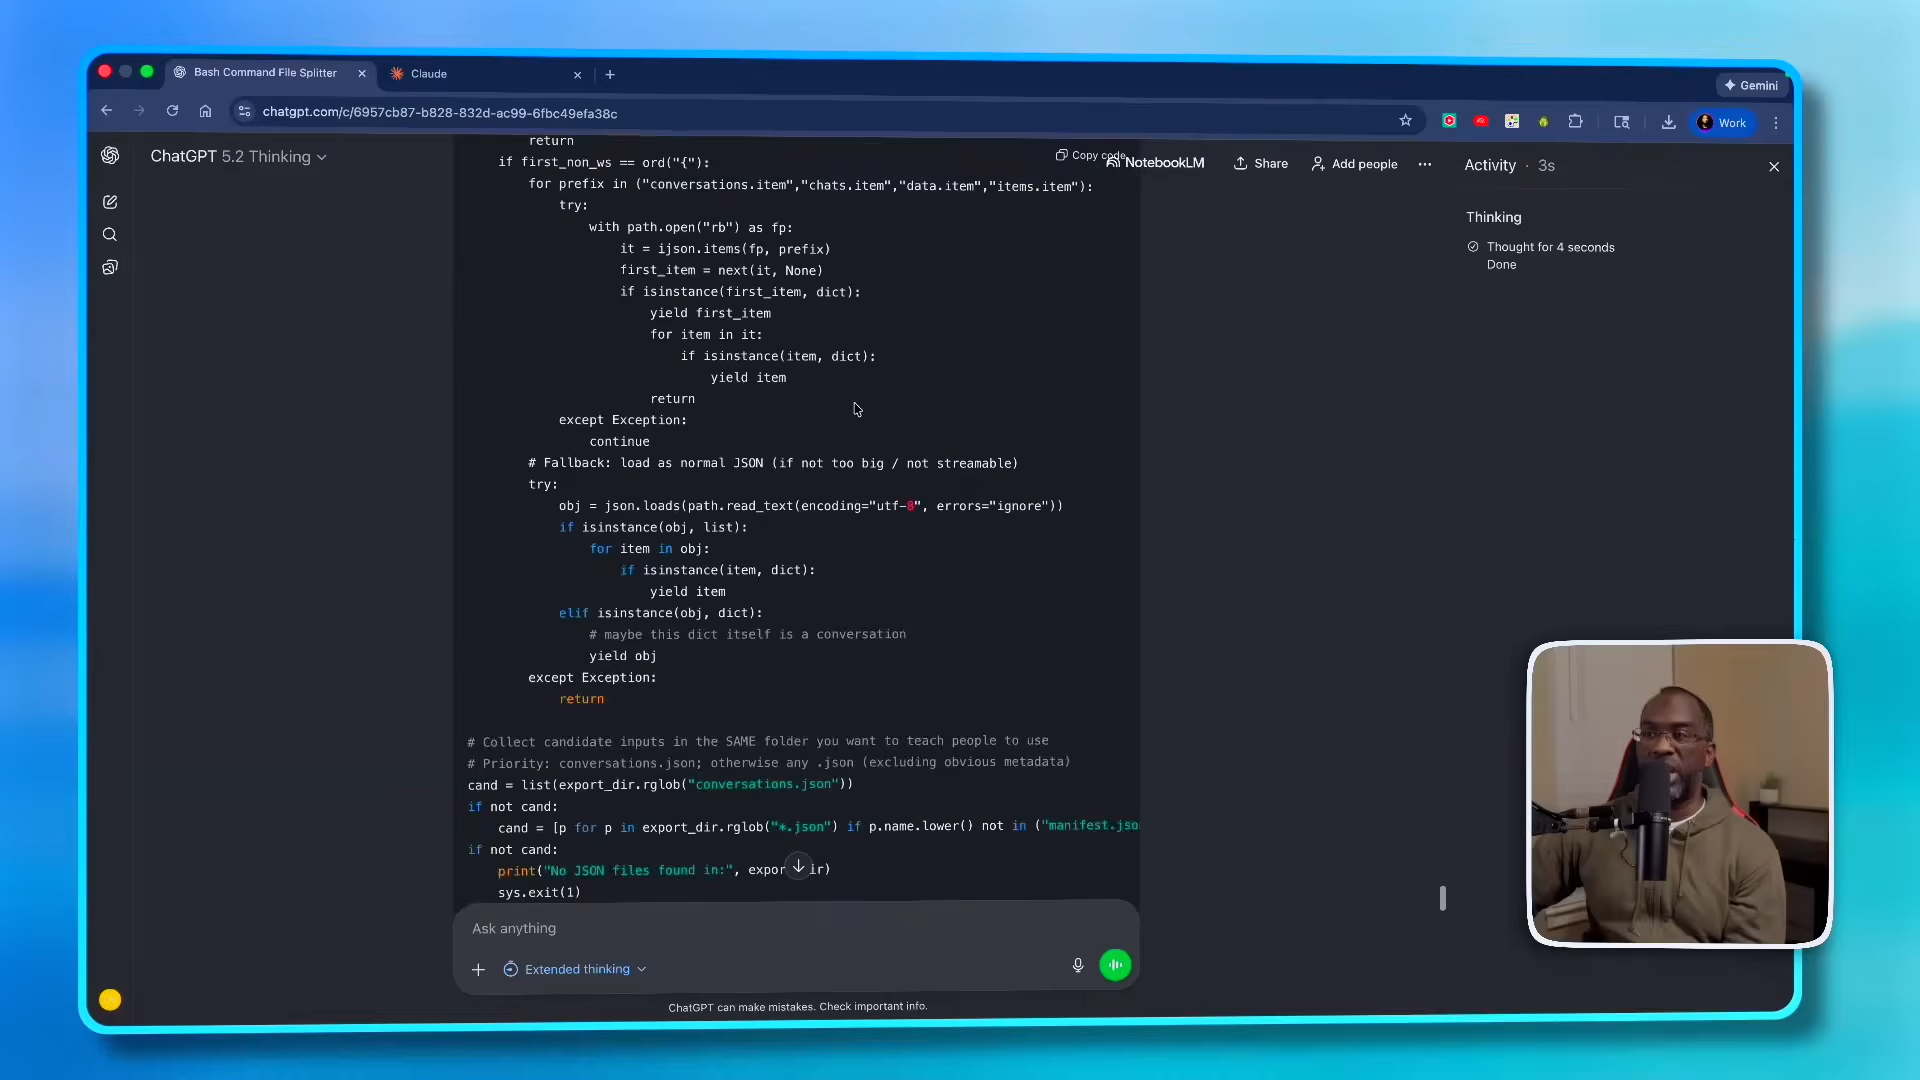 Bash Command File Splitter
Claude
Gemini
chatgpt.com/c/6957cb87-b828-832d-ac99-6fbc49efa38c
Work
ChatGPT 5.2 Thinking
Copy code
NotebookLM
Share
Add people
Activity · 3s
Thinking
Thought for 4 seconds
Done
return
if first_non_ws == ord("{"):
for prefix in ("conversations.item","chats.item","data.item","items.item"):
try:
with path.open("rb") as fp:
it = ijson.items(fp, prefix)
first_item = next(it, None)
if isinstance(first_item, dict):
yield first_item
for item in it:
if isinstance(item, dict):
yield item
return
except Exception:
continue
# Fallback: load as normal JSON (if not too big / not streamable)
try:
obj = json.loads(path.read_text(encoding="utf-8", errors="ignore"))
if isinstance(obj, list):
for item in obj:
if isinstance(item, dict):
yield item
elif isinstance(obj, dict):
# maybe this dict itself is a conversation
yield obj
except Exception:
return
# Collect candidate inputs in the SAME folder you want to teach people to use
# Priority: conversations.json; otherwise any .json (excluding obvious metadata)
cand = list(export_dir.rglob("conversations.json"))
if not cand:
cand = [p for p in export_dir.rglob("*.json") if p.name.lower() not in ("manifest.jso
if not cand:
print("No JSON files found in:", expor ir)
sys.exit(1)
Ask anything
Extended thinking
ChatGPT can make mistakes. Check important info.